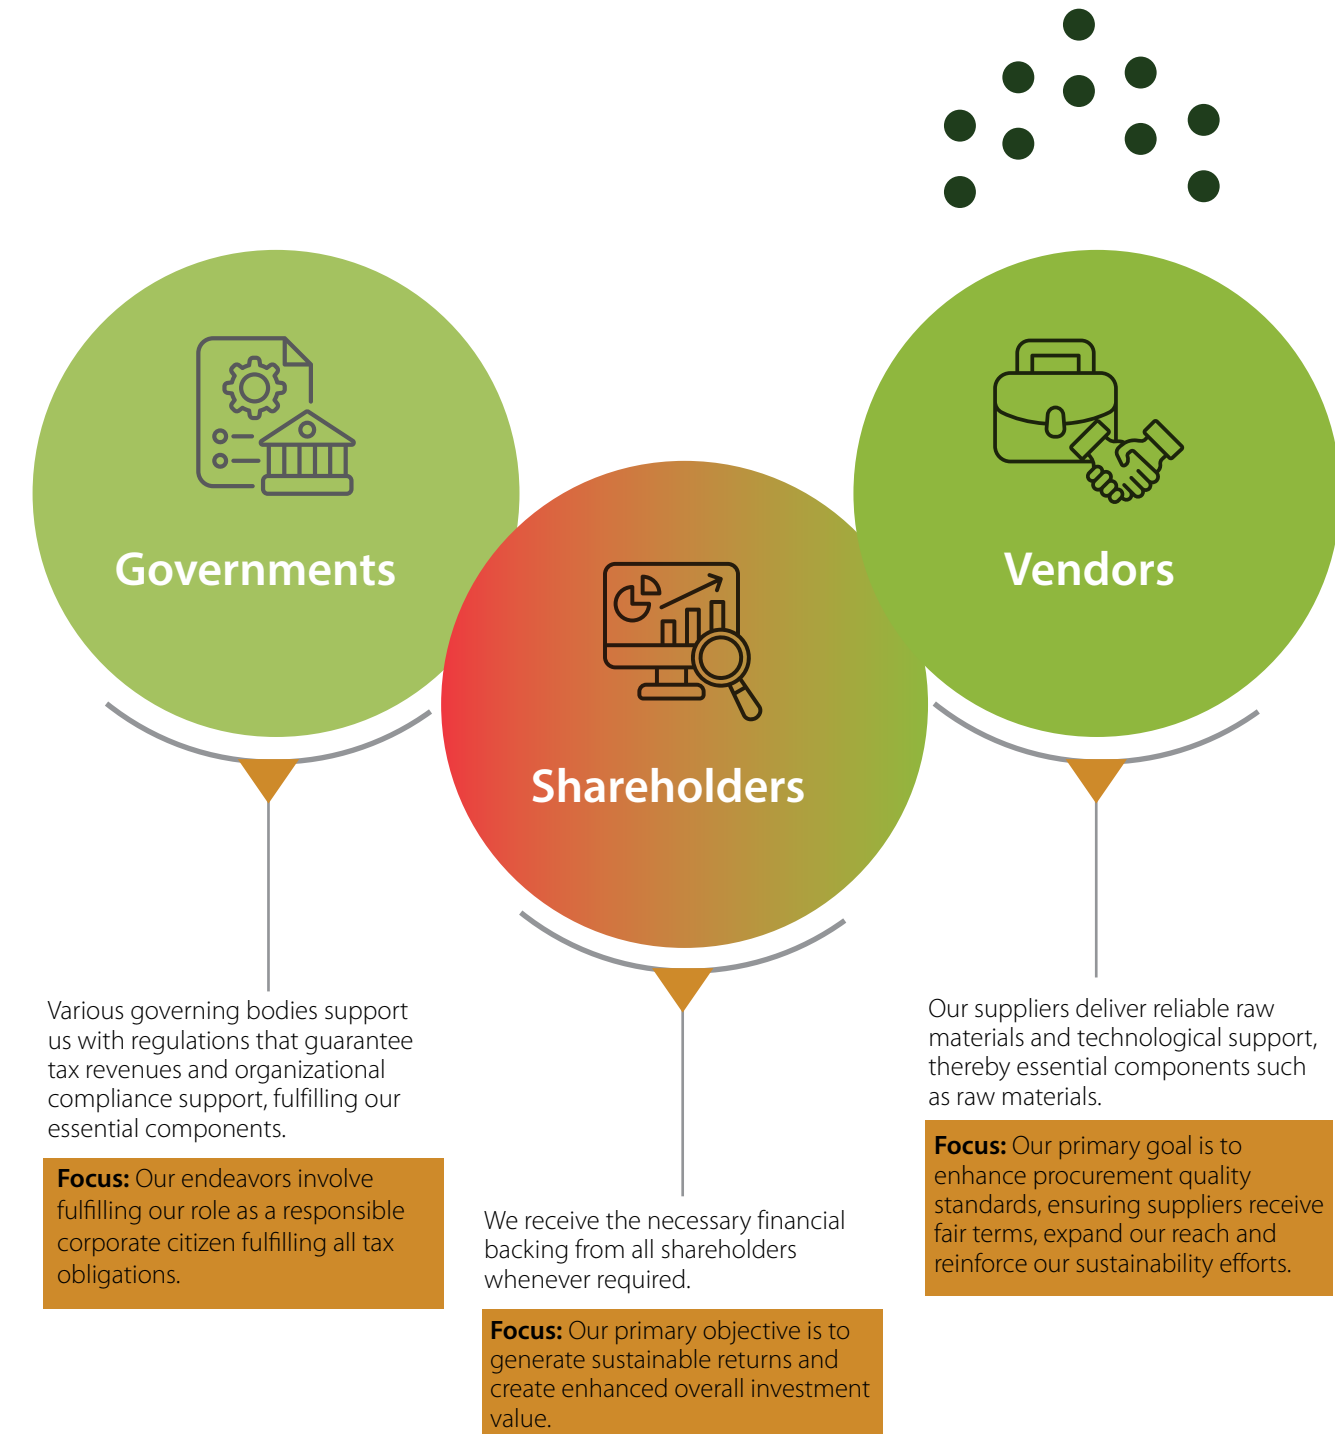 Governments
Various governing bodies support
us with regulations that guarantee
tax revenues and organizational
compliance support, fulfilling our
essential components.
Focus: Our endeavors involve
fulfilling our role as a responsible
corporate citizen fulfilling all tax
obligations.
Shareholders
We receive the necessary financial
backing from all shareholders
whenever required.
Focus: Our primary objective is to
generate sustainable returns and
create enhanced overall investment
value.
Vendors
Our suppliers deliver reliable raw
materials and technological support,
thereby essential components such
as raw materials.
Focus: Our primary goal is to
enhance procurement quality
standards, ensuring suppliers receive
fair terms, expand our reach and
reinforce our sustainability efforts.